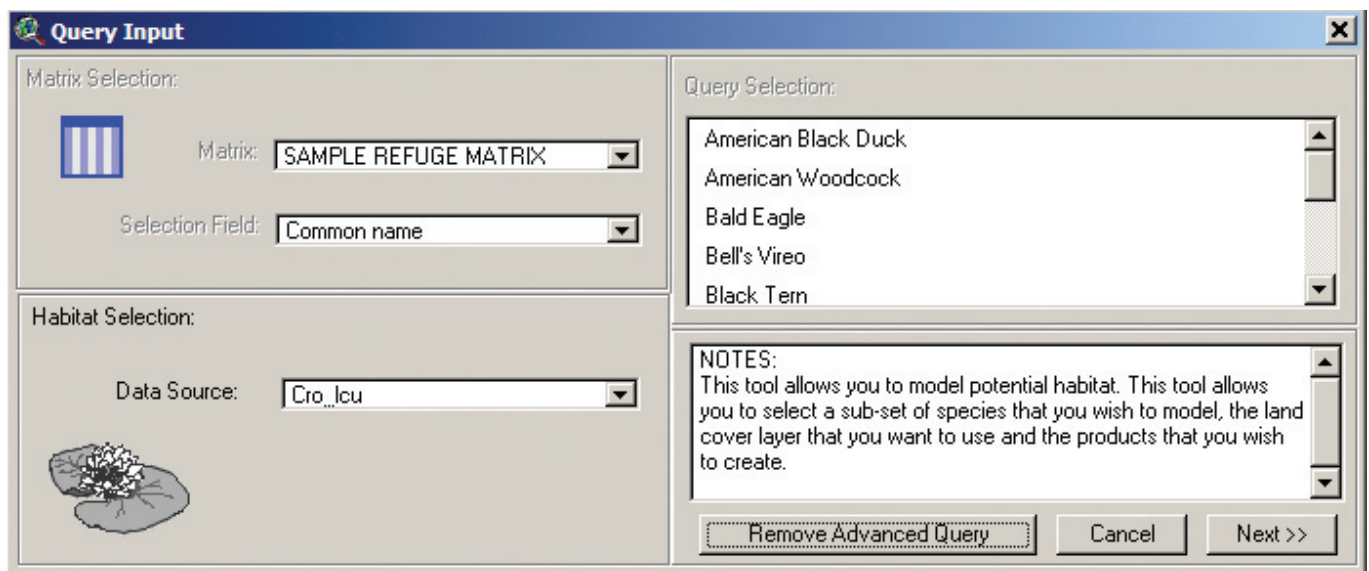 Query Input
Matrix Selection:
Matrix: SAMPLE REFUGE MATRIX
Selection Field: Common name
Habitat Selection:
Data Source: Cro_lcu
Query Selection:
American Black Duck
American Woodcock
Bald Eagle
Bell's Vireo
Black Tern
NOTES:
This tool allows you to model potential habitat. This tool allows
you to select a sub-set of species that you wish to model, the land
cover layer that you want to use and the products that you wish
to create.
Remove Advanced Query Cancel Next >>